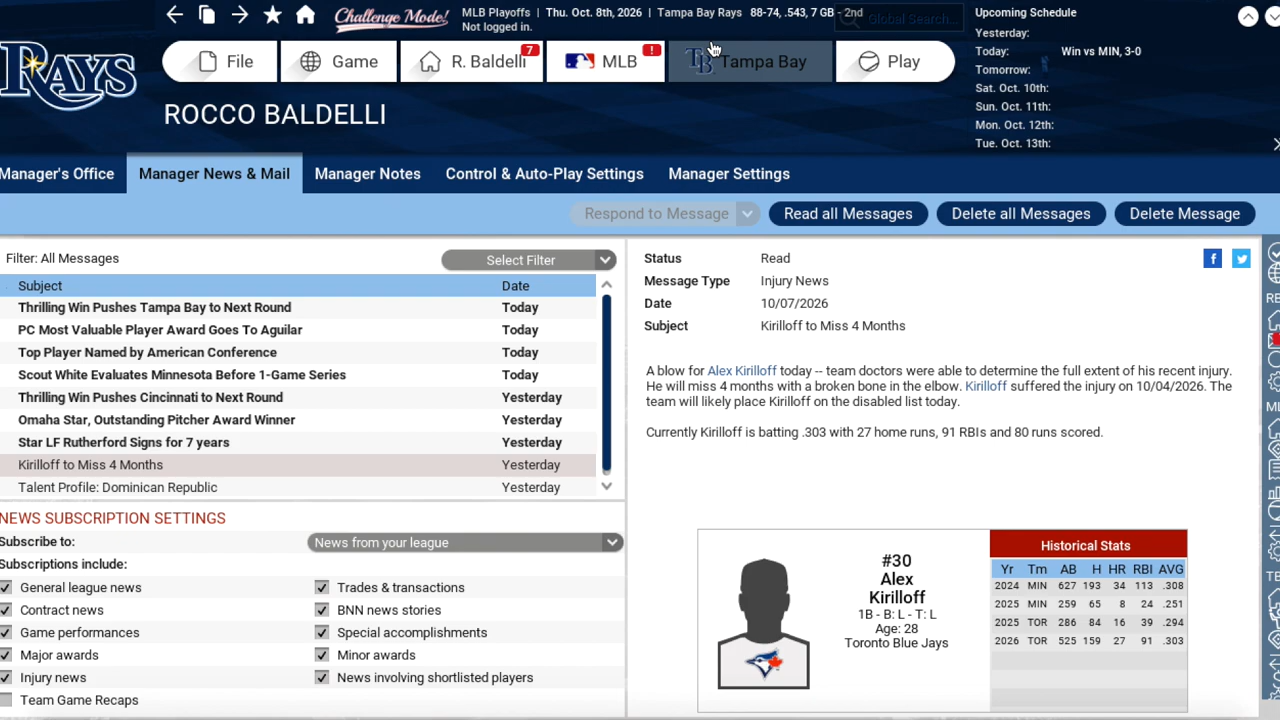 Challenge Mode!
MLB Playoffs | Thu. Oct. 8th, 2026 | Tampa Bay Rays 88-74, .543, 7 GB - 2nd
Not logged in.
Global Search...
Upcoming Schedule
Yesterday:
Today: Win vs MIN, 3-0
Tomorrow:
Sat. Oct. 10th:
Sun. Oct. 11th:
Mon. Oct. 12th:
Tue. Oct. 13th:
RAYS
File
Game
R. Baldelli 7
MLB !
TB Tampa Bay
Play
ROCCO BALDELLI
Manager's Office
Manager News & Mail
Manager Notes
Control & Auto-Play Settings
Manager Settings
Respond to Message
Read all Messages
Delete all Messages
Delete Message
Filter: All Messages
Select Filter
Subject Date
Thrilling Win Pushes Tampa Bay to Next Round Today
PC Most Valuable Player Award Goes To Aguilar Today
Top Player Named by American Conference Today
Scout White Evaluates Minnesota Before 1-Game Series Today
Thrilling Win Pushes Cincinnati to Next Round Yesterday
Omaha Star, Outstanding Pitcher Award Winner Yesterday
Star LF Rutherford Signs for 7 years Yesterday
Kirilloff to Miss 4 Months Yesterday
Talent Profile: Dominican Republic Yesterday
NEWS SUBSCRIPTION SETTINGS
Subscribe to: News from your league
Subscriptions include:
General league news
Trades & transactions
Contract news
BNN news stories
Game performances
Special accomplishments
Major awards
Minor awards
Injury news
News involving shortlisted players
Team Game Recaps
Status Read
Message Type Injury News
Date 10/07/2026
Subject Kirilloff to Miss 4 Months
A blow for Alex Kirilloff today -- team doctors were able to determine the full extent of his recent injury.
He will miss 4 months with a broken bone in the elbow. Kirilloff suffered the injury on 10/04/2026. The
team will likely place Kirilloff on the disabled list today.
Currently Kirilloff is batting .303 with 27 home runs, 91 RBIs and 80 runs scored.
#30
Alex
Kirilloff
1B - B: L - T: L
Age: 28
Toronto Blue Jays
Historical Stats
Yr Tm AB H HR RBI AVG
2024 MIN 627 193 34 113 .308
2025 MIN 259 65 8 24 .251
2025 TOR 286 84 16 39 .294
2026 TOR 525 159 27 91 .303